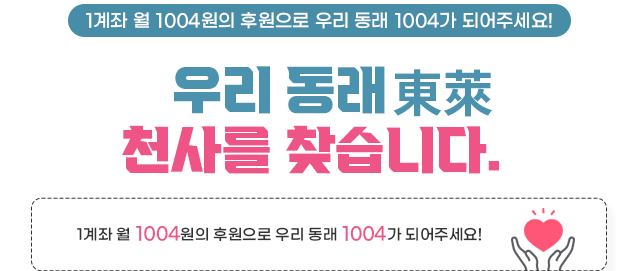 1계좌 월 1004원의 후원으로 우리 동래 1004가 되어주세요!
우리 동래 東萊
천사를 찾습니다.
1계좌 월 1004원의 후원으로 우리 동래 1004가 되어주세요!